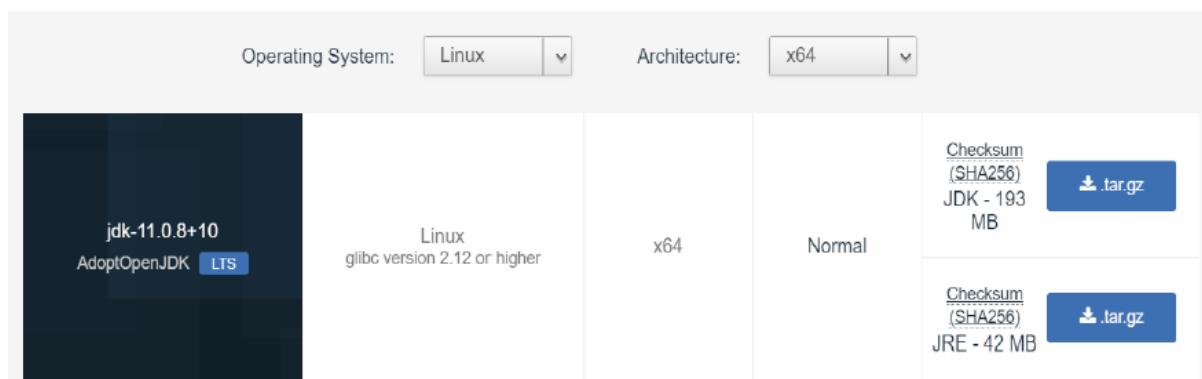 Operating System: Linux Architecture: x64
jdk-11.0.8+10
AdoptOpenJDK LTS
Linux
glibc version 2.12 or higher
x64
Normal
Checksum
(SHA256)
JDK - 193
MB
.tar.gz
Checksum
(SHA256)
JRE - 42 MB
.tar.gz